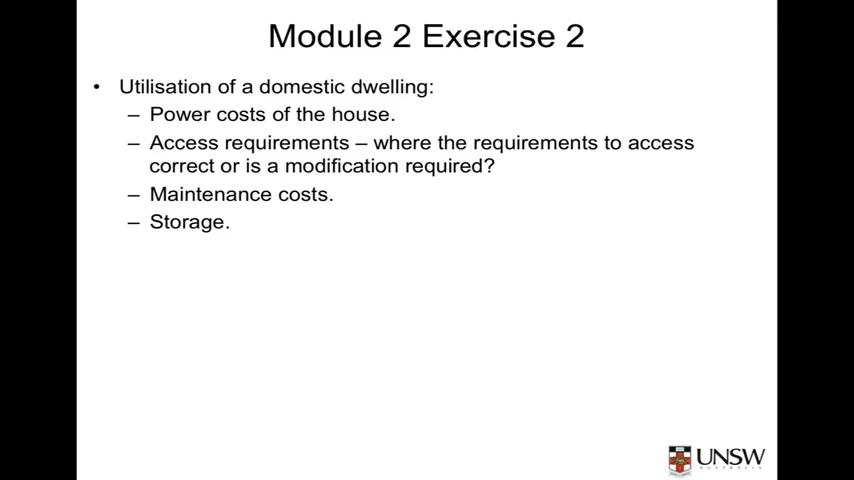 Module 2 Exercise 2
• Utilisation of a domestic dwelling:
– Power costs of the house.
– Access requirements – where the requirements to access
correct or is a modification required?
– Maintenance costs.
– Storage.
UNSW
AUSTRALIA